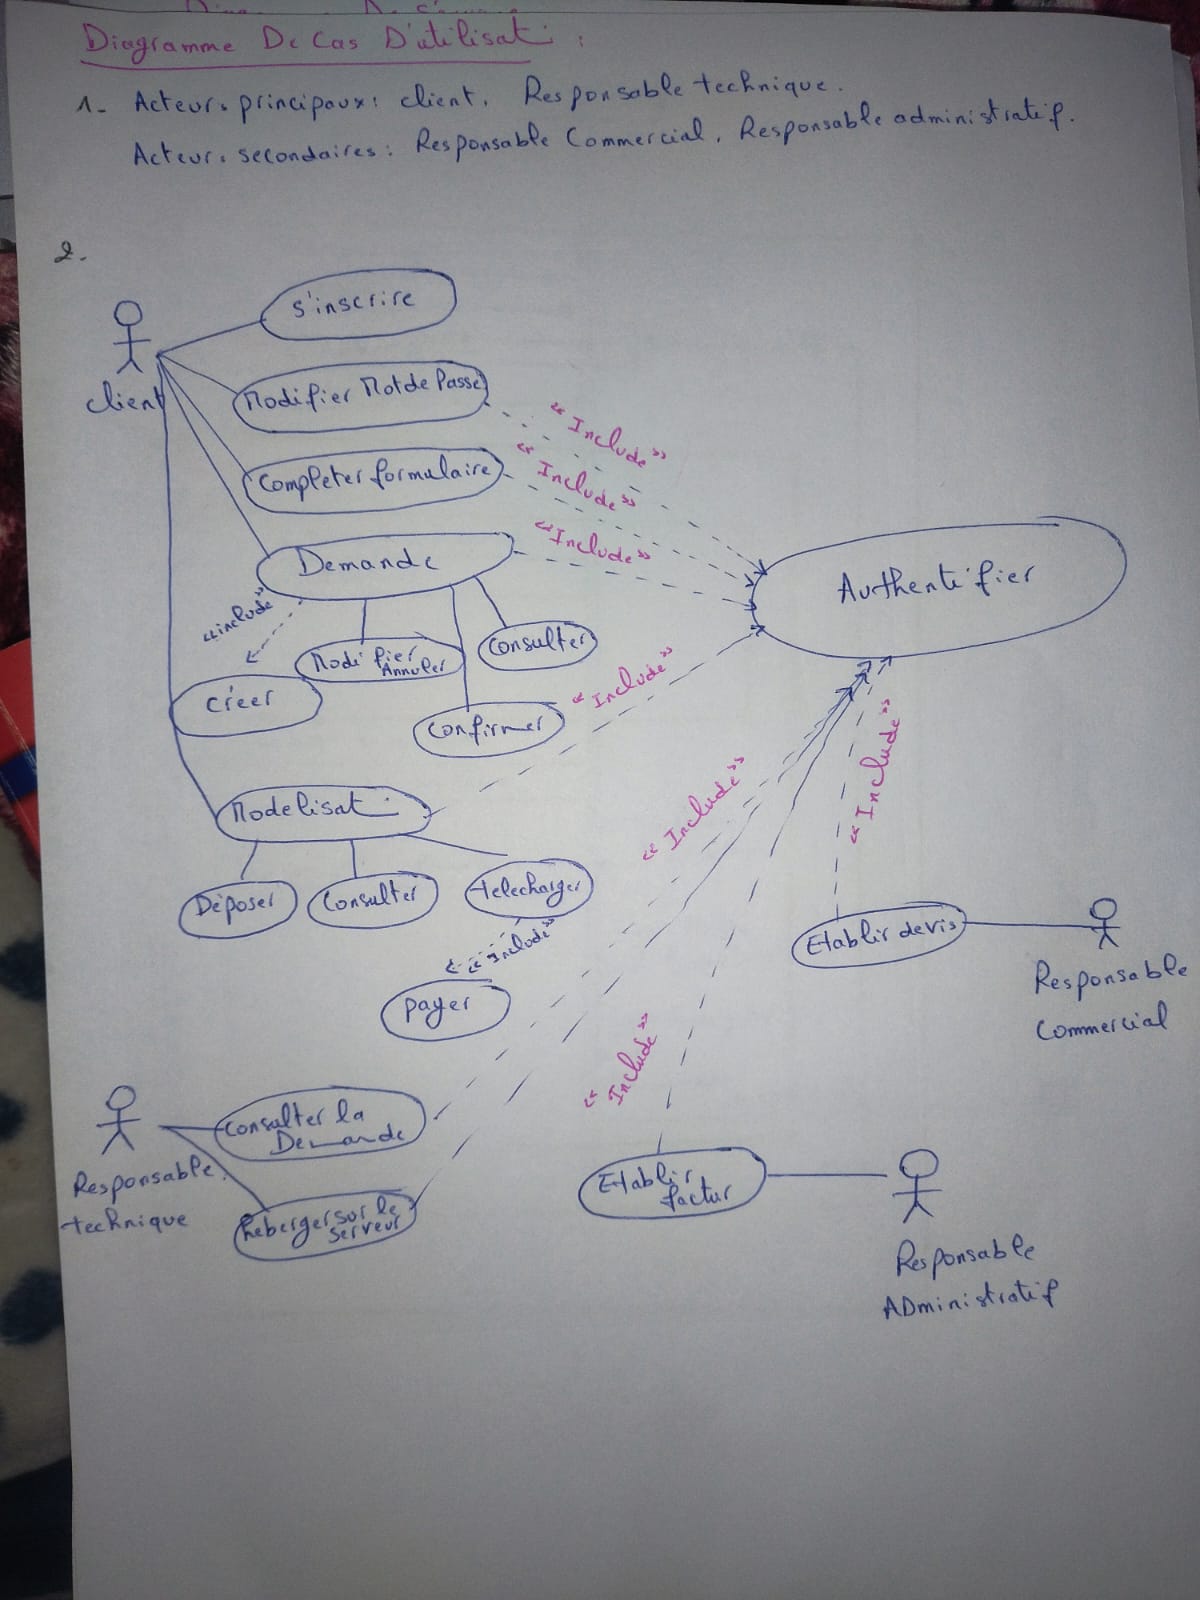 Diagramme De Cas D'utilisat :
1- Acteurs principaux: client, Responsable technique.
Acteurs secondaires: Responsable Commercial, Responsable administratif.
2.
s'inscrire
client
Modifier Mot de Passe
« Include »
Completer formulaire
« Include »
Demande
« Include »
Authentifier
« include »
Modifier
Annuler
Consulter
créer
Confirmer
« Include »
Modelisat
« Include »
« Include »
Déposer
Consulter
telecharger
« Include »
Etablir devis
Responsable
Commercial
payer
« Include »
Consulter la
Demande
Responsable
technique
heberger sur le
serveur
Etablir
factur
Responsable
ADministratif